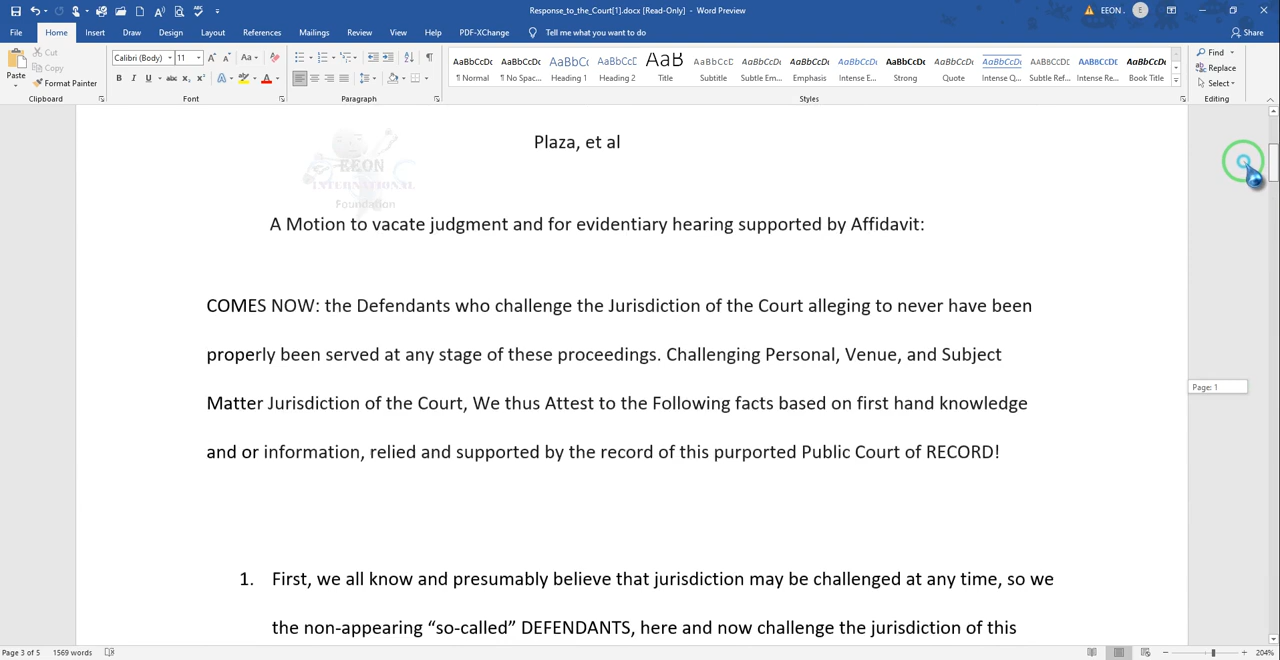 Response_to_the_Court[1].docx [Read-Only] - Word Preview
EEON .
File Home Insert Draw Design Layout References Mailings Review View Help PDF-XChange Tell me what you want to do Share
Paste
Cut
Copy
Format Painter
Clipboard
Calibri (Body) 11
Font
Paragraph
AaBbCcDc AaBbCcDc AaBbC AaBbCcC AaB AaBbCcD AaBbCcDc AaBbCcDc AaBbCcDc AaBbCcDc AaBbCcDc AaBbCcDc AaBbCcDc AaBbCcDc AaBbCcDc
¶ Normal ¶ No Spac... Heading 1 Heading 2 Title Subtitle Subtle Em... Emphasis Intense E... Strong Quote Intense Q... Subtle Ref... Intense Re... Book Title
Styles
Find
Replace
Select
Editing
Plaza, et al
EEON
INTERNATIONAL
Foundation
A Motion to vacate judgment and for evidentiary hearing supported by Affidavit:
COMES NOW: the Defendants who challenge the Jurisdiction of the Court alleging to never have been
properly been served at any stage of these proceedings. Challenging Personal, Venue, and Subject
Page: 1
Matter Jurisdiction of the Court, We thus Attest to the Following facts based on first hand knowledge
and or information, relied and supported by the record of this purported Public Court of RECORD!
1. First, we all know and presumably believe that jurisdiction may be challenged at any time, so we
the non-appearing “so-called” DEFENDANTS, here and now challenge the jurisdiction of this
Page 3 of 5 1569 words 204%